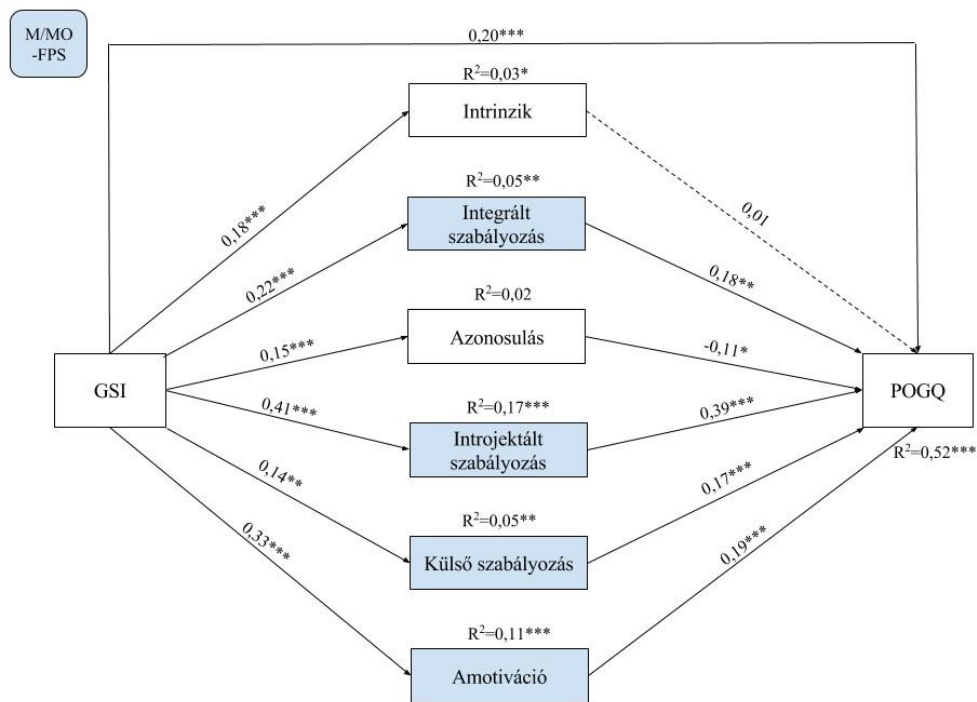 M/MO
-FPS
0,20***
R²=0,03*
Intrinzik
0,18***
0,01
R²=0,05**
Integrált
szabályozás
0,22***
0,18**
R²=0,02
Azonosulás
0,15***
-0,11*
GSI
POGQ
R²=0,52***
0,41***
R²=0,17***
Introjektált
szabályozás
0,39***
0,14**
R²=0,05**
Külső szabályozás
0,17***
0,33***
R²=0,11***
Amotiváció
0,19***